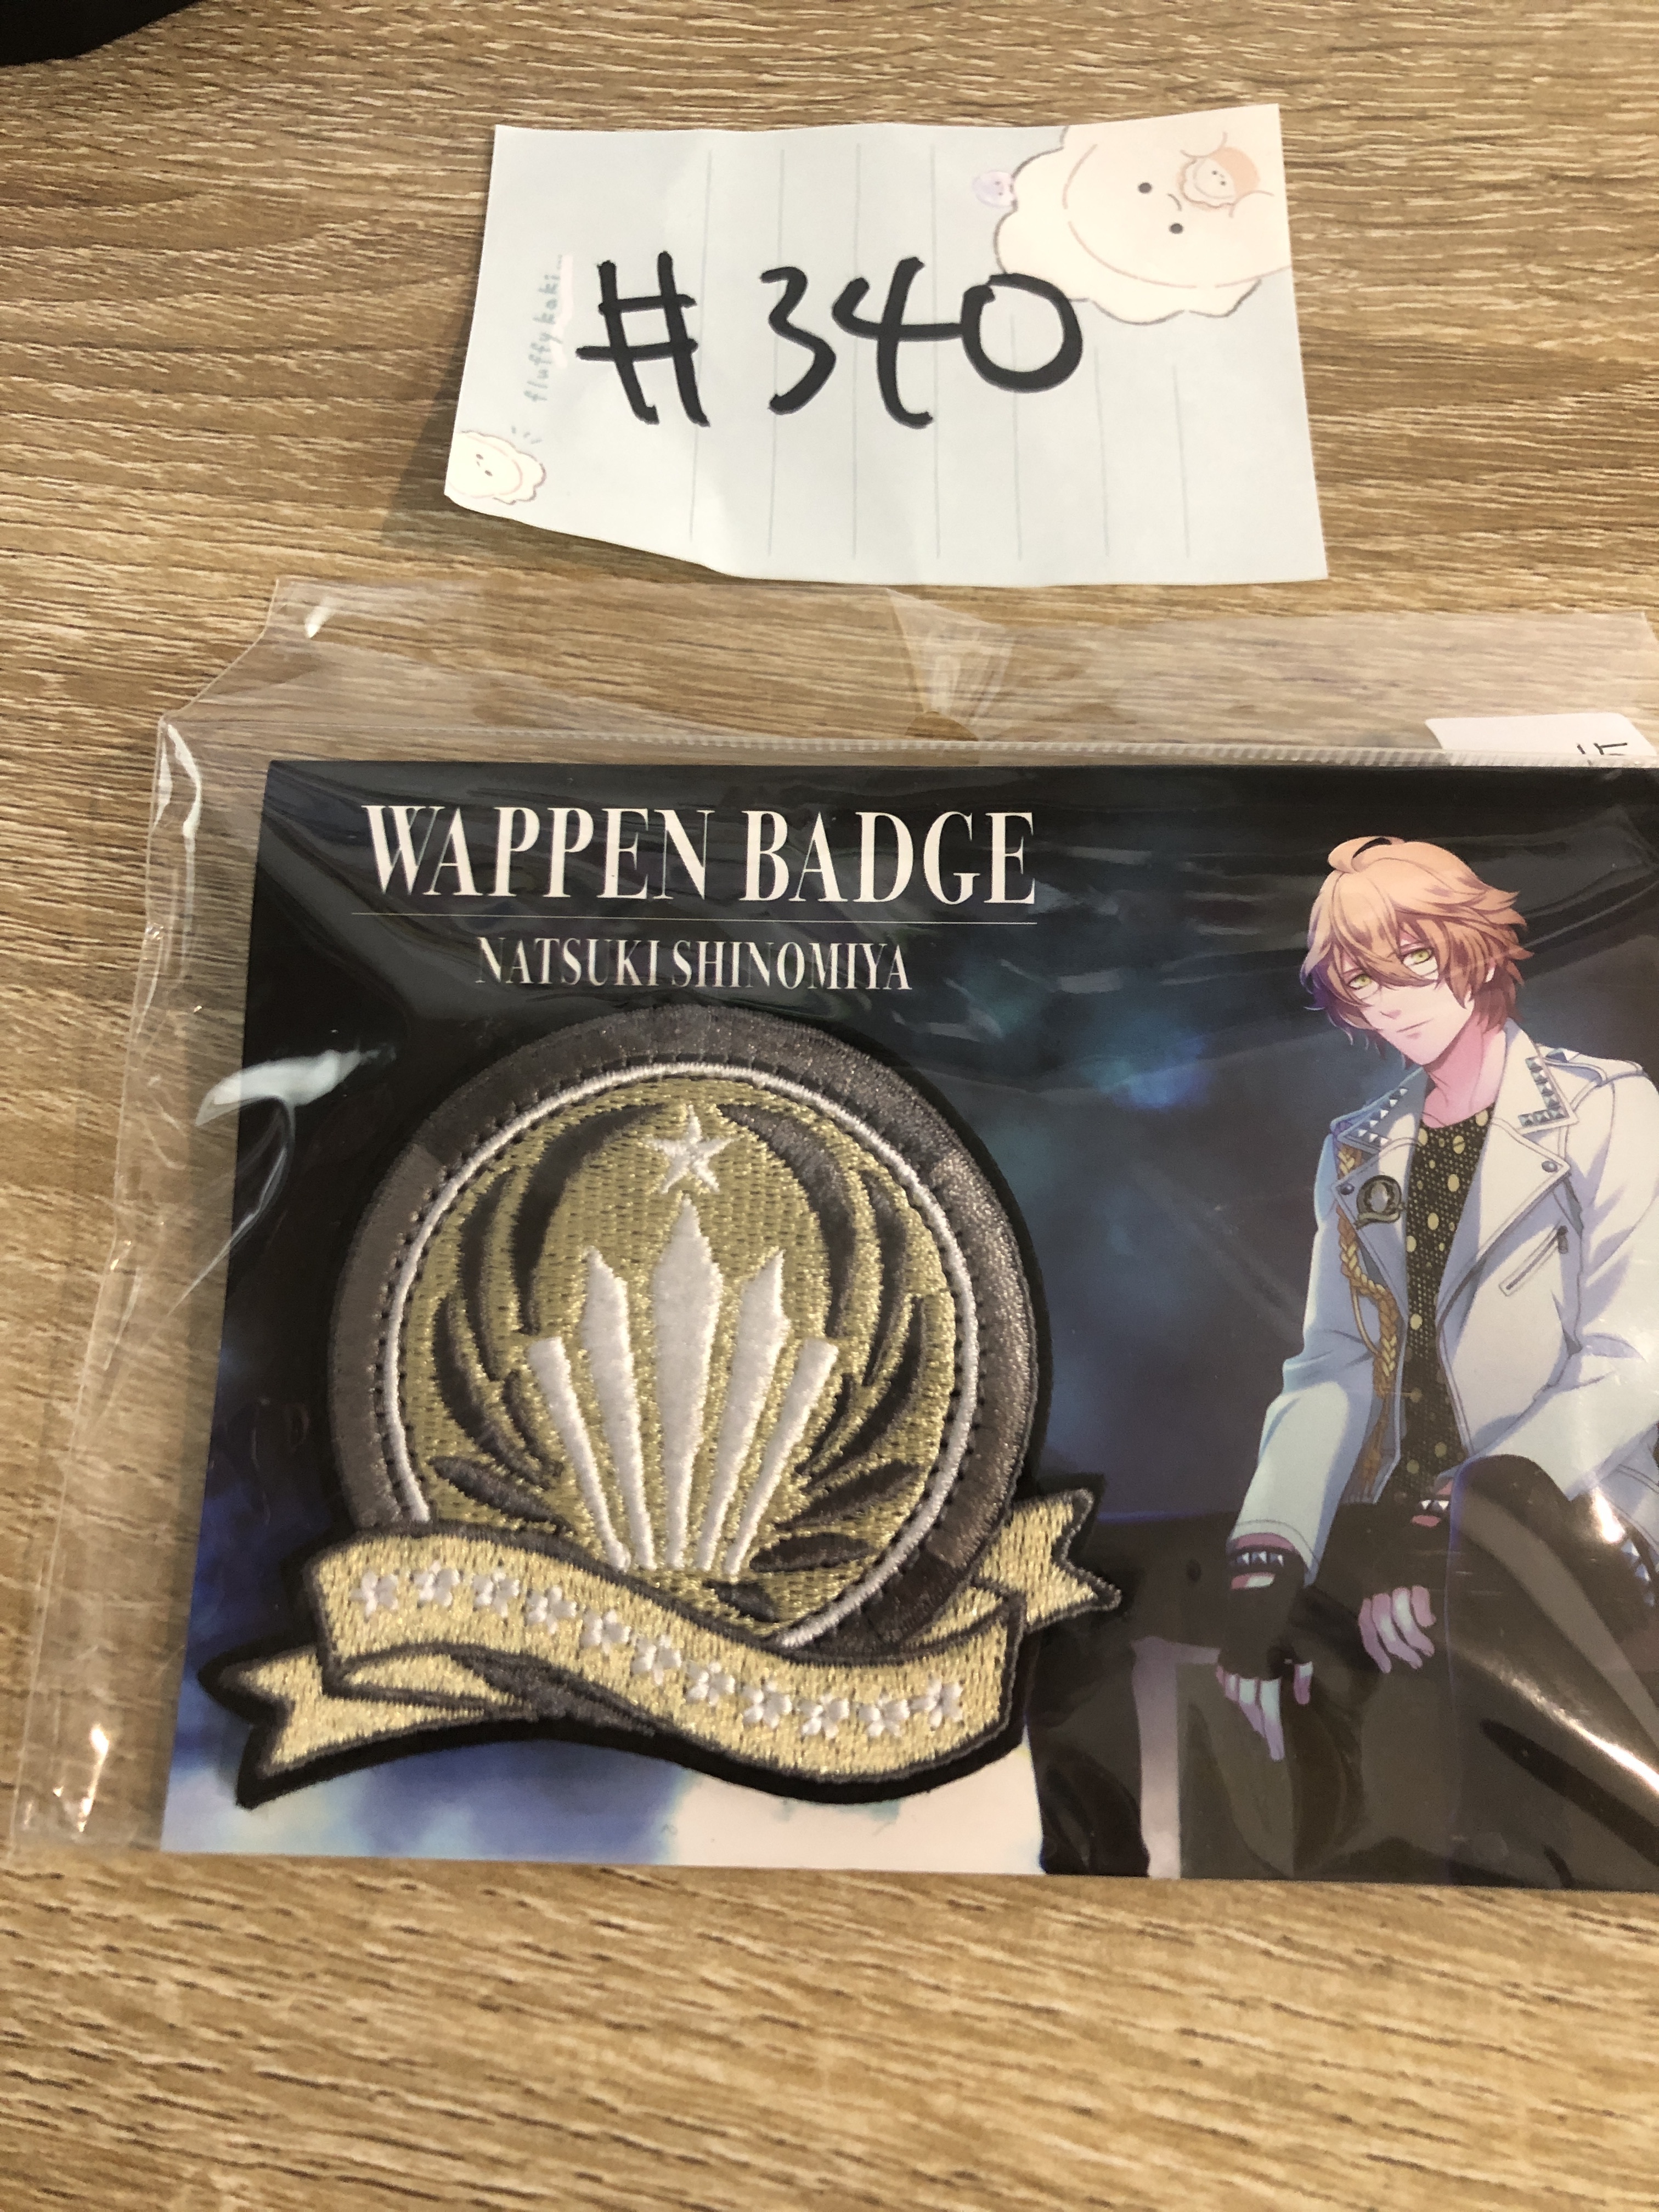 #340
fluffy kaki...
WAPPEN BADGE
NATSUKI SHINOMIYA